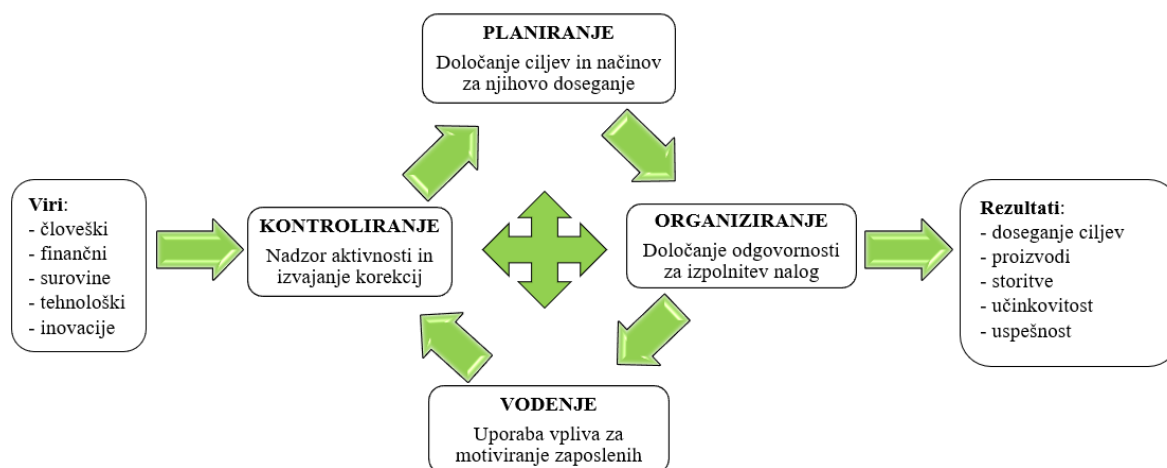 PLANIRANJE
Določanje ciljev in načinov
za njihovo doseganje
Viri:
- človeški
- finančni
- surovine
- tehnološki
- inovacije
KONTROLIRANJE
Nadzor aktivnosti in
izvajanje korekcij
ORGANIZIRANJE
Določanje odgovornosti
za izpolnitev nalog
Rezultati:
- doseganje ciljev
- proizvodi
- storitve
- učinkovitost
- uspešnost
VODENJE
Uporaba vpliva za
motiviranje zaposlenih